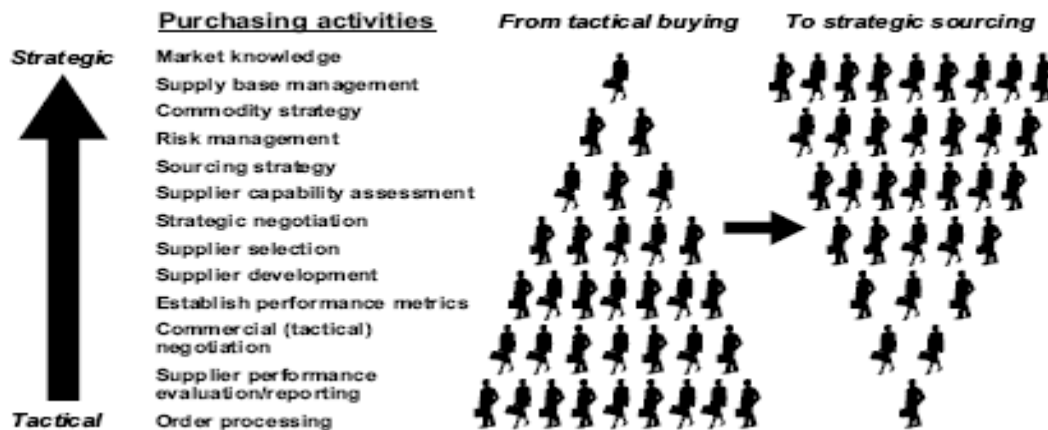 Purchasing activities
From tactical buying
To strategic sourcing
Strategic
Market knowledge
Supply base management
Commodity strategy
Risk management
Sourcing strategy
Supplier capability assessment
Strategic negotiation
Supplier selection
Supplier development
Establish performance metrics
Commercial (tactical)
negotiation
Supplier performance
evaluation/reporting
Tactical
Order processing